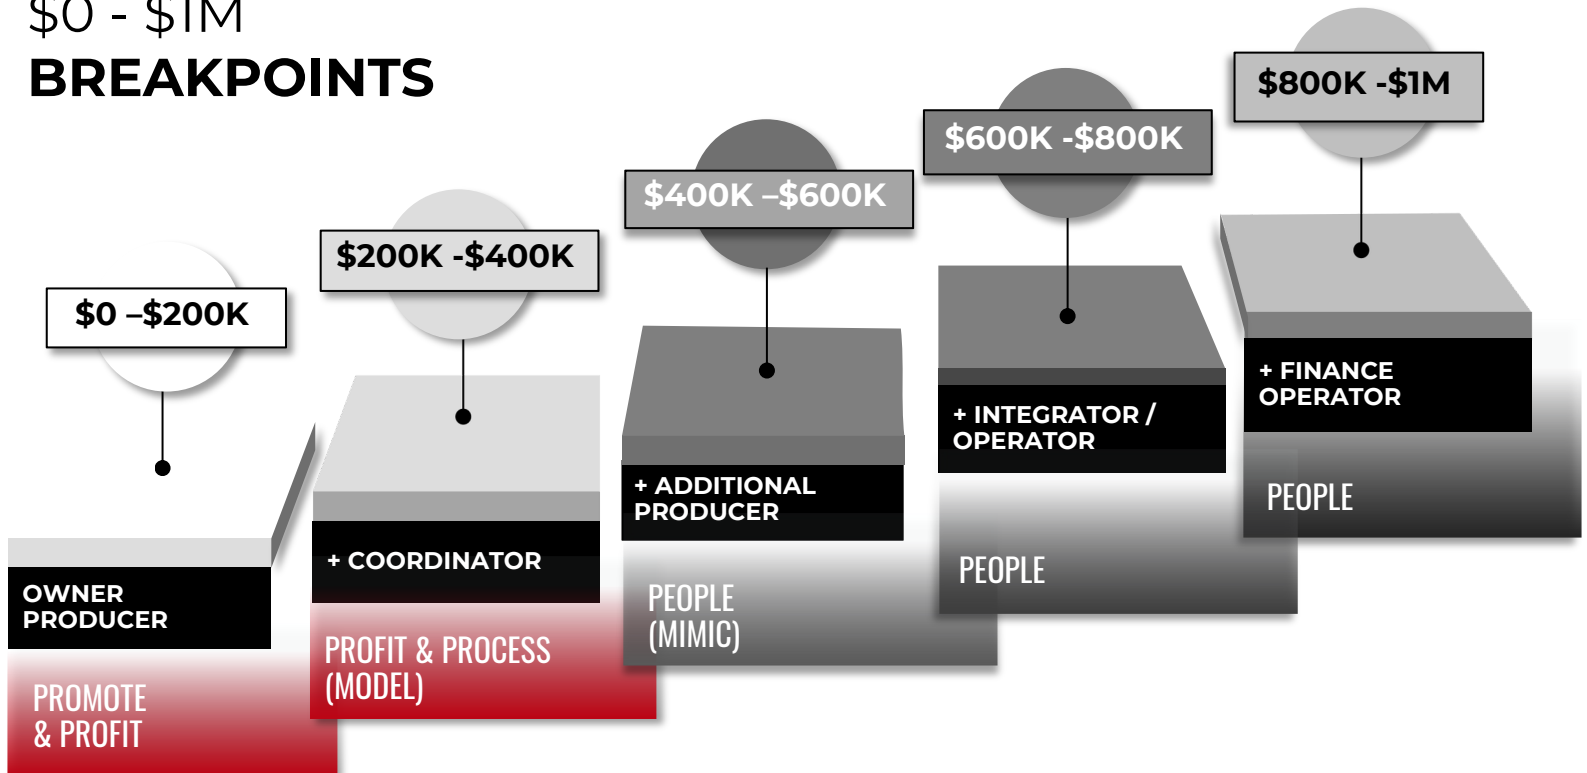 $0 - $1M
BREAKPOINTS
$0 –$200K
OWNER
PRODUCER
PROMOTE
& PROFIT
$200K -$400K
+ COORDINATOR
PROFIT & PROCESS
(MODEL)
$400K –$600K
+ ADDITIONAL
PRODUCER
PEOPLE
(MIMIC)
$600K -$800K
+ INTEGRATOR /
OPERATOR
PEOPLE
$800K -$1M
+ FINANCE
OPERATOR
PEOPLE